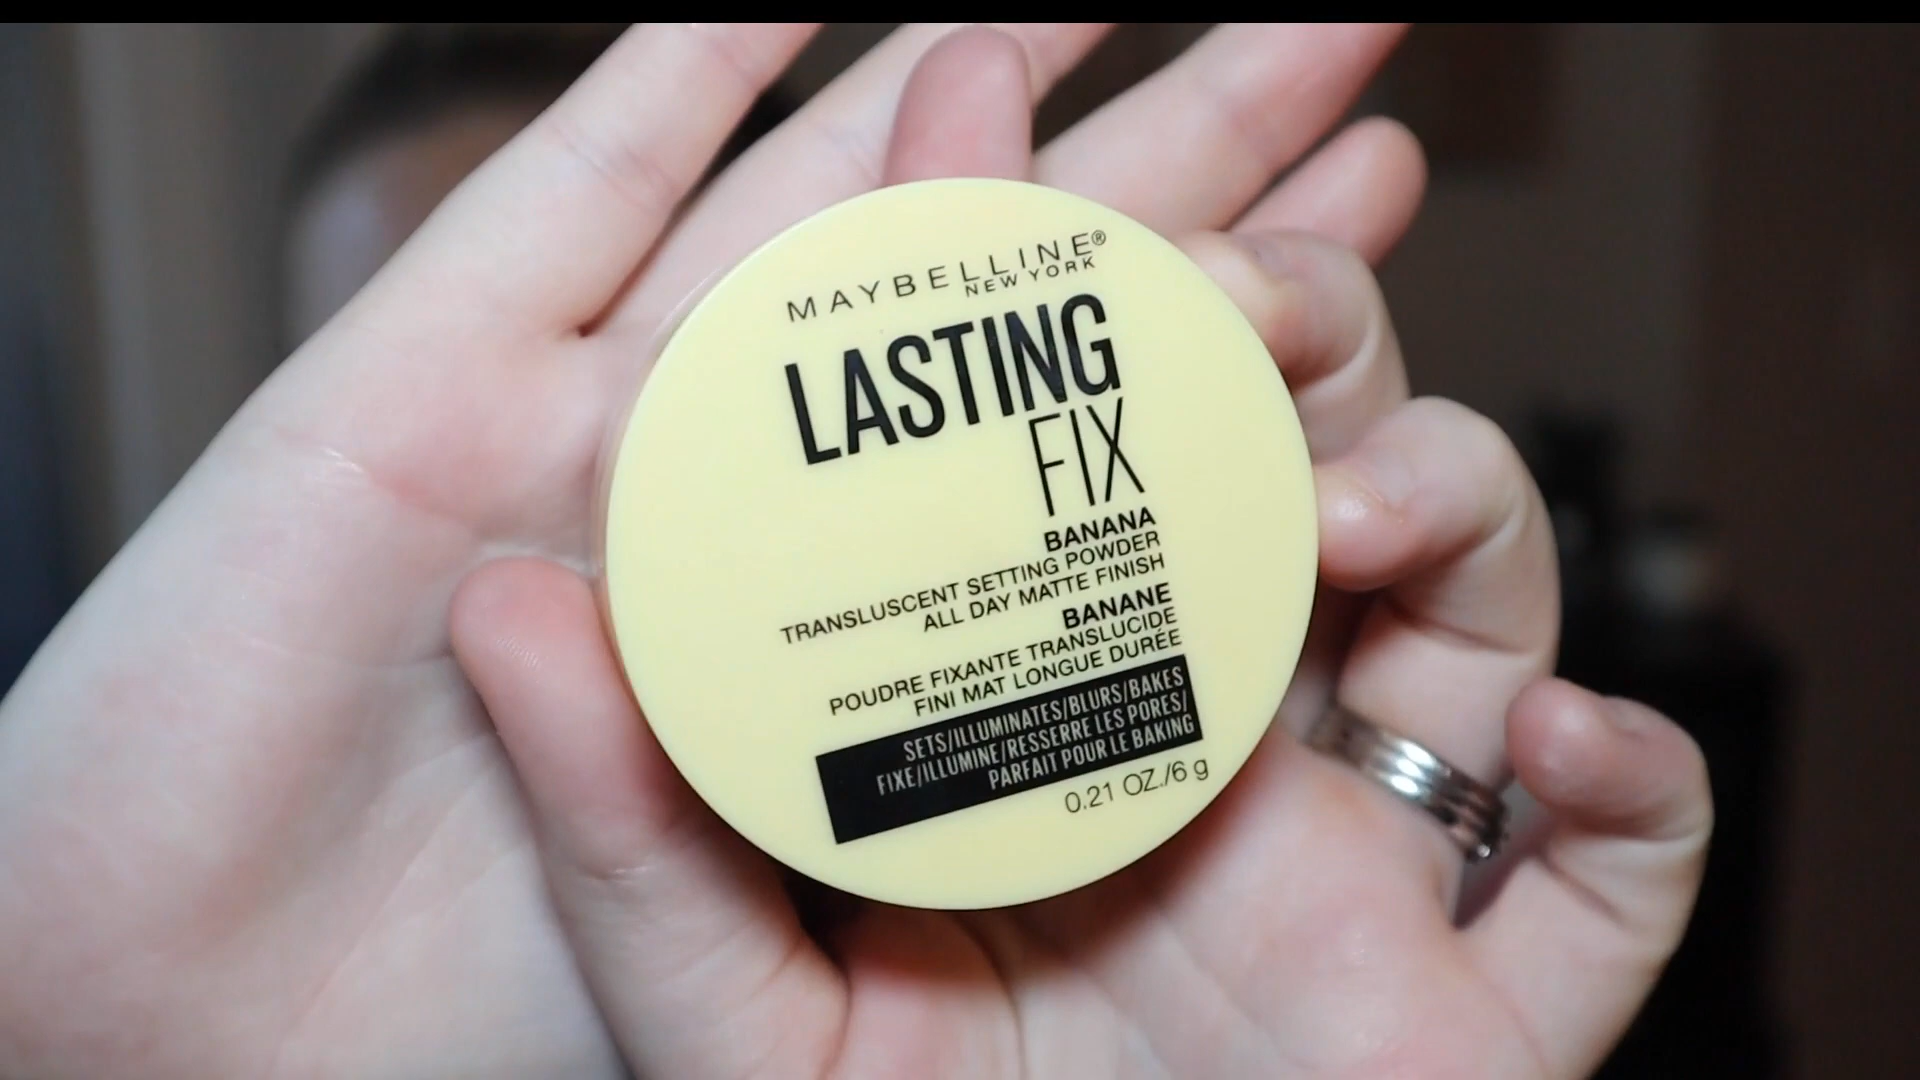 MAYBELLINE®
NEW YORK
LASTING
FIX
BANANA
TRANSLUSCENT SETTING POWDER
ALL DAY MATTE FINISH
BANANE
POUDRE FIXANTE TRANSLUCIDE
FINI MAT LONGUE DURÉE
SETS/ILLUMINATES/BLURS/BAKES
FIXE/ILLUMINE/RESSERRE LES PORES/
PARFAIT POUR LE BAKING
0.21 OZ./6 g